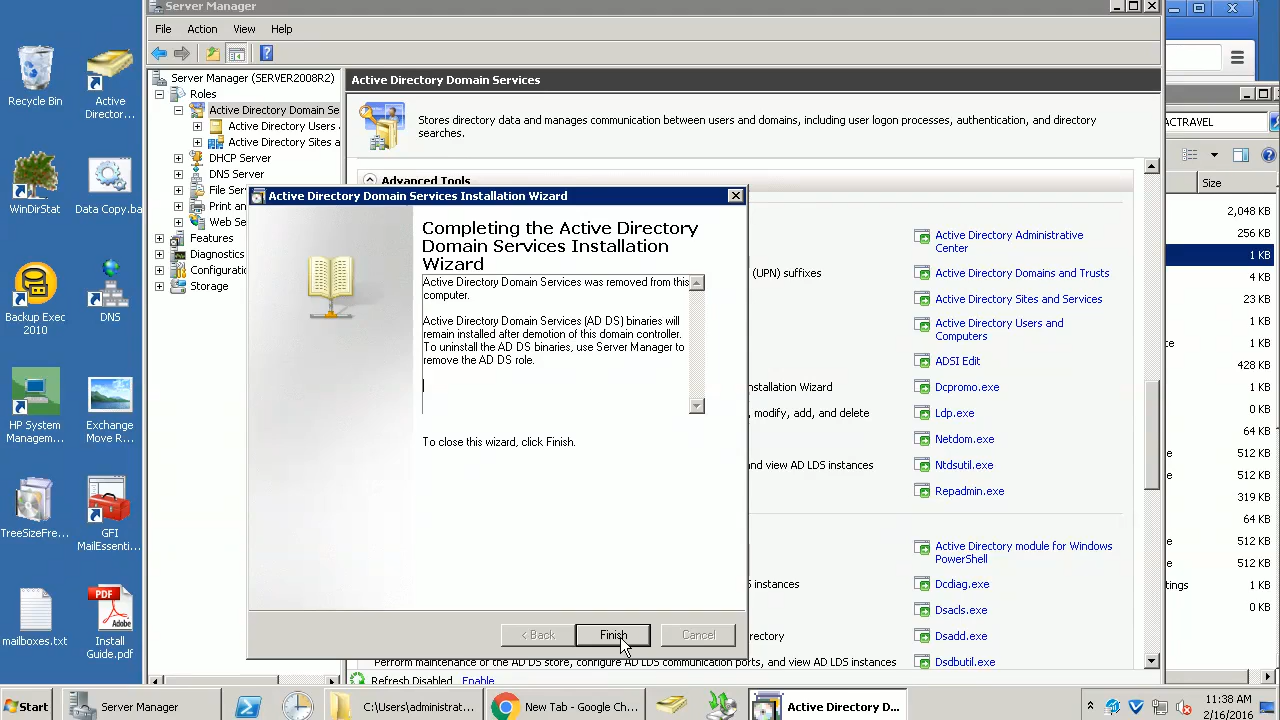 Server Manager
File Action View Help
Server Manager (SERVER2008R2)
Roles
Active Directory Domain Se
Active Directory Users
Active Directory Sites a
DHCP Server
DNS Server
File Ser
Print an
Web Se
Features
Diagnostics
Configuratio
Storage
Active Directory Domain Services
Stores directory data and manages communication between users and domains, including user logon processes, authentication, and directory
searches.
Advanced Tools
(UPN) suffixes
nstallation Wizard
, modify, add, and delete
and view AD LDS instances
S instances
rectory
Perform maintenance of the AD DS store, configure AD LDS communication ports, and view AD LDS instances
Refresh Disabled Enable
Active Directory Administrative
Center
Active Directory Domains and Trusts
Active Directory Sites and Services
Active Directory Users and
Computers
ADSI Edit
Dcpromo.exe
Ldp.exe
Netdom.exe
Ntdsutil.exe
Repadmin.exe
Active Directory module for Windows
PowerShell
Dcdiag.exe
Dsacls.exe
Dsadd.exe
Dsdbutil.exe
Active Directory Domain Services Installation Wizard
Completing the Active Directory
Domain Services Installation
Wizard
Active Directory Domain Services was removed from this
computer.
Active Directory Domain Services (AD DS) binaries will
remain installed after demotion of this domain controller.
To uninstall the AD DS binaries, use Server Manager to
remove the AD DS role.
To close this wizard, click Finish.
< Back Finish Cancel
ACTRAVEL
Size
2,048 KB
256 KB
1 KB
4 KB
23 KB
1 KB
1 KB
428 KB
0 KB
1 KB
512 KB
512 KB
319 KB
64 KB
512 KB
64 KB
0 KB
Recycle Bin
Active
Director...
WinDirStat
Data Copy.ba
Backup Exec
2010
DNS
HP System
Managem...
Exchange
Move R...
TreeSizeFre...
GFI
MailEssenti...
mailboxes.txt
Install
Guide.pdf
Start
Server Manager
C:\Users\administrat...
New Tab - Google Ch...
Active Directory D...
11:38 AM
2/16/2016